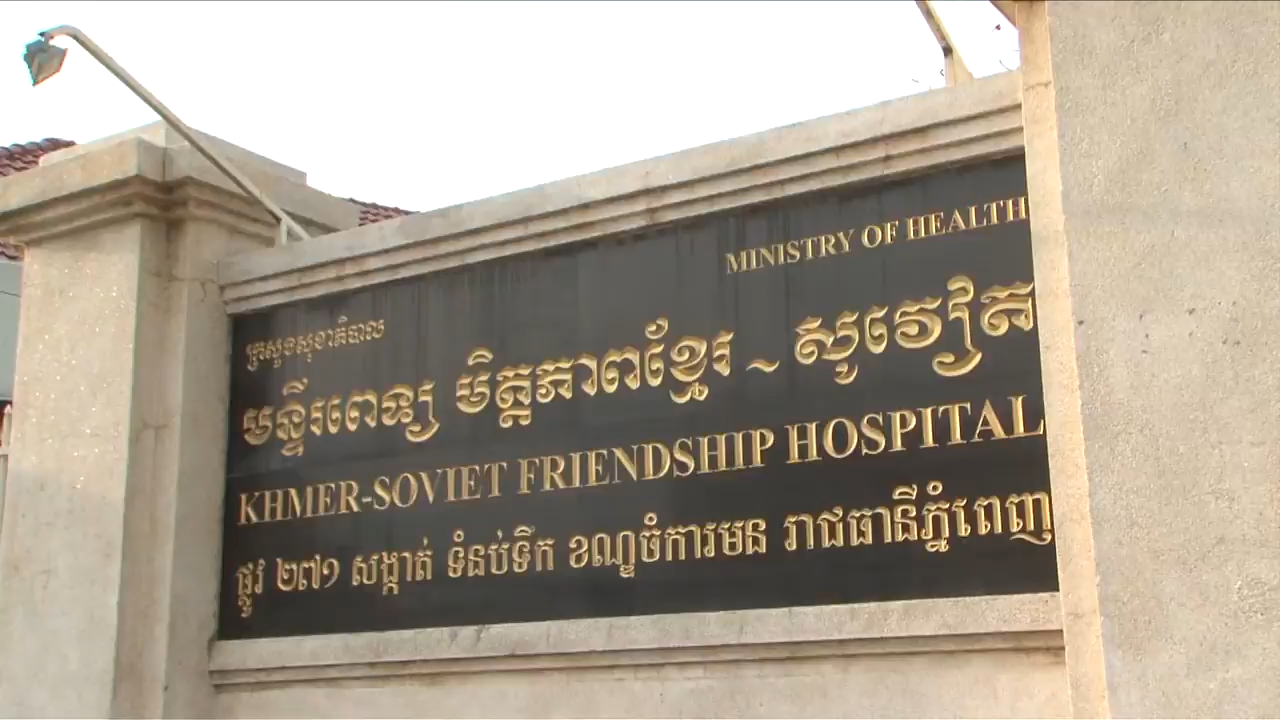 MINISTRY OF HEALTH
ក្រសួងសុខាភិបាល
មន្ទីរពេទ្យ មិត្តភាពខ្មែរ ~ សូវៀត
KHMER-SOVIET FRIENDSHIP HOSPITAL
ផ្លូវ ២៧១ សង្កាត់ ទំនប់ទឹក ខណ្ឌចំការមន រាជធានីភ្នំពេញ